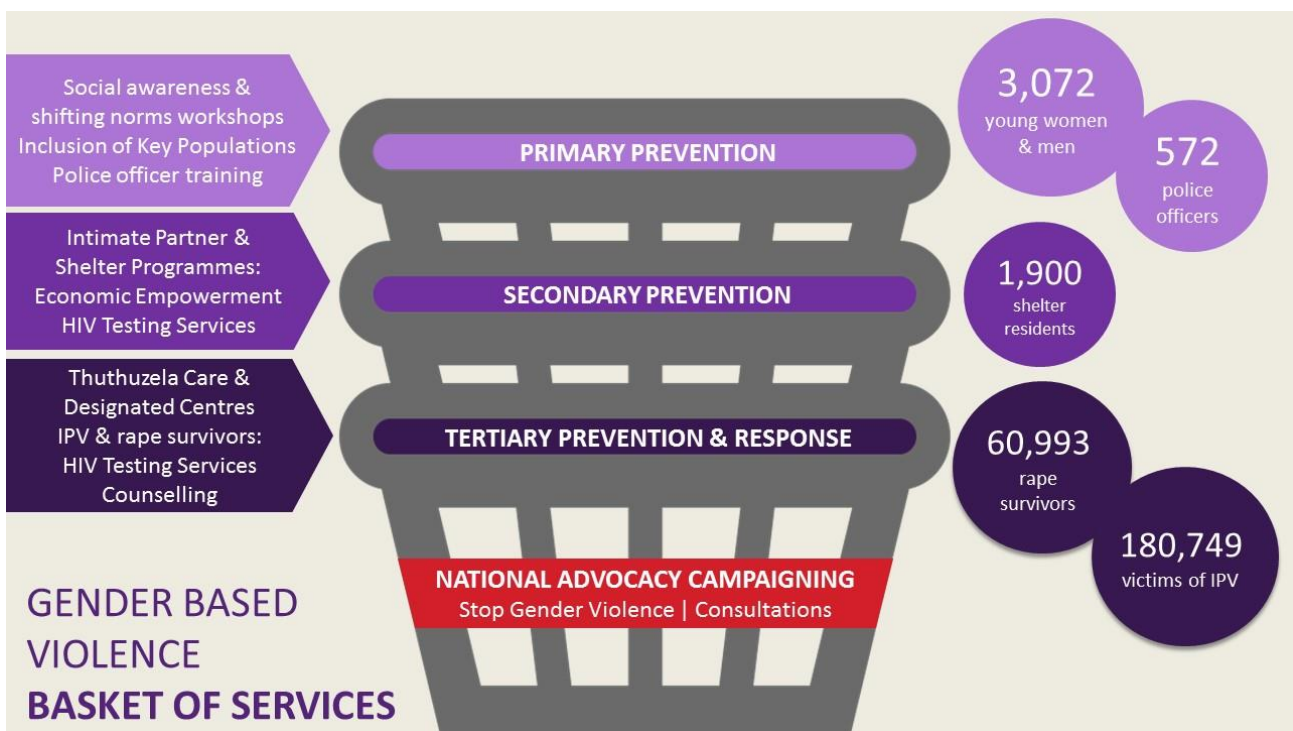 Social awareness &
shifting norms workshops
Inclusion of Key Populations
Police officer training
PRIMARY PREVENTION
3,072
young women
& men
572
police
officers
Intimate Partner &
Shelter Programmes:
Economic Empowerment
HIV Testing Services
SECONDARY PREVENTION
1,900
shelter
residents
Thuthuzela Care &
Designated Centres
IPV & rape survivors:
HIV Testing Services
Counselling
TERTIARY PREVENTION & RESPONSE
60,993
rape
survivors
180,749
victims of IPV
NATIONAL ADVOCACY CAMPAIGNING
Stop Gender Violence | Consultations
GENDER BASED
VIOLENCE
BASKET OF SERVICES